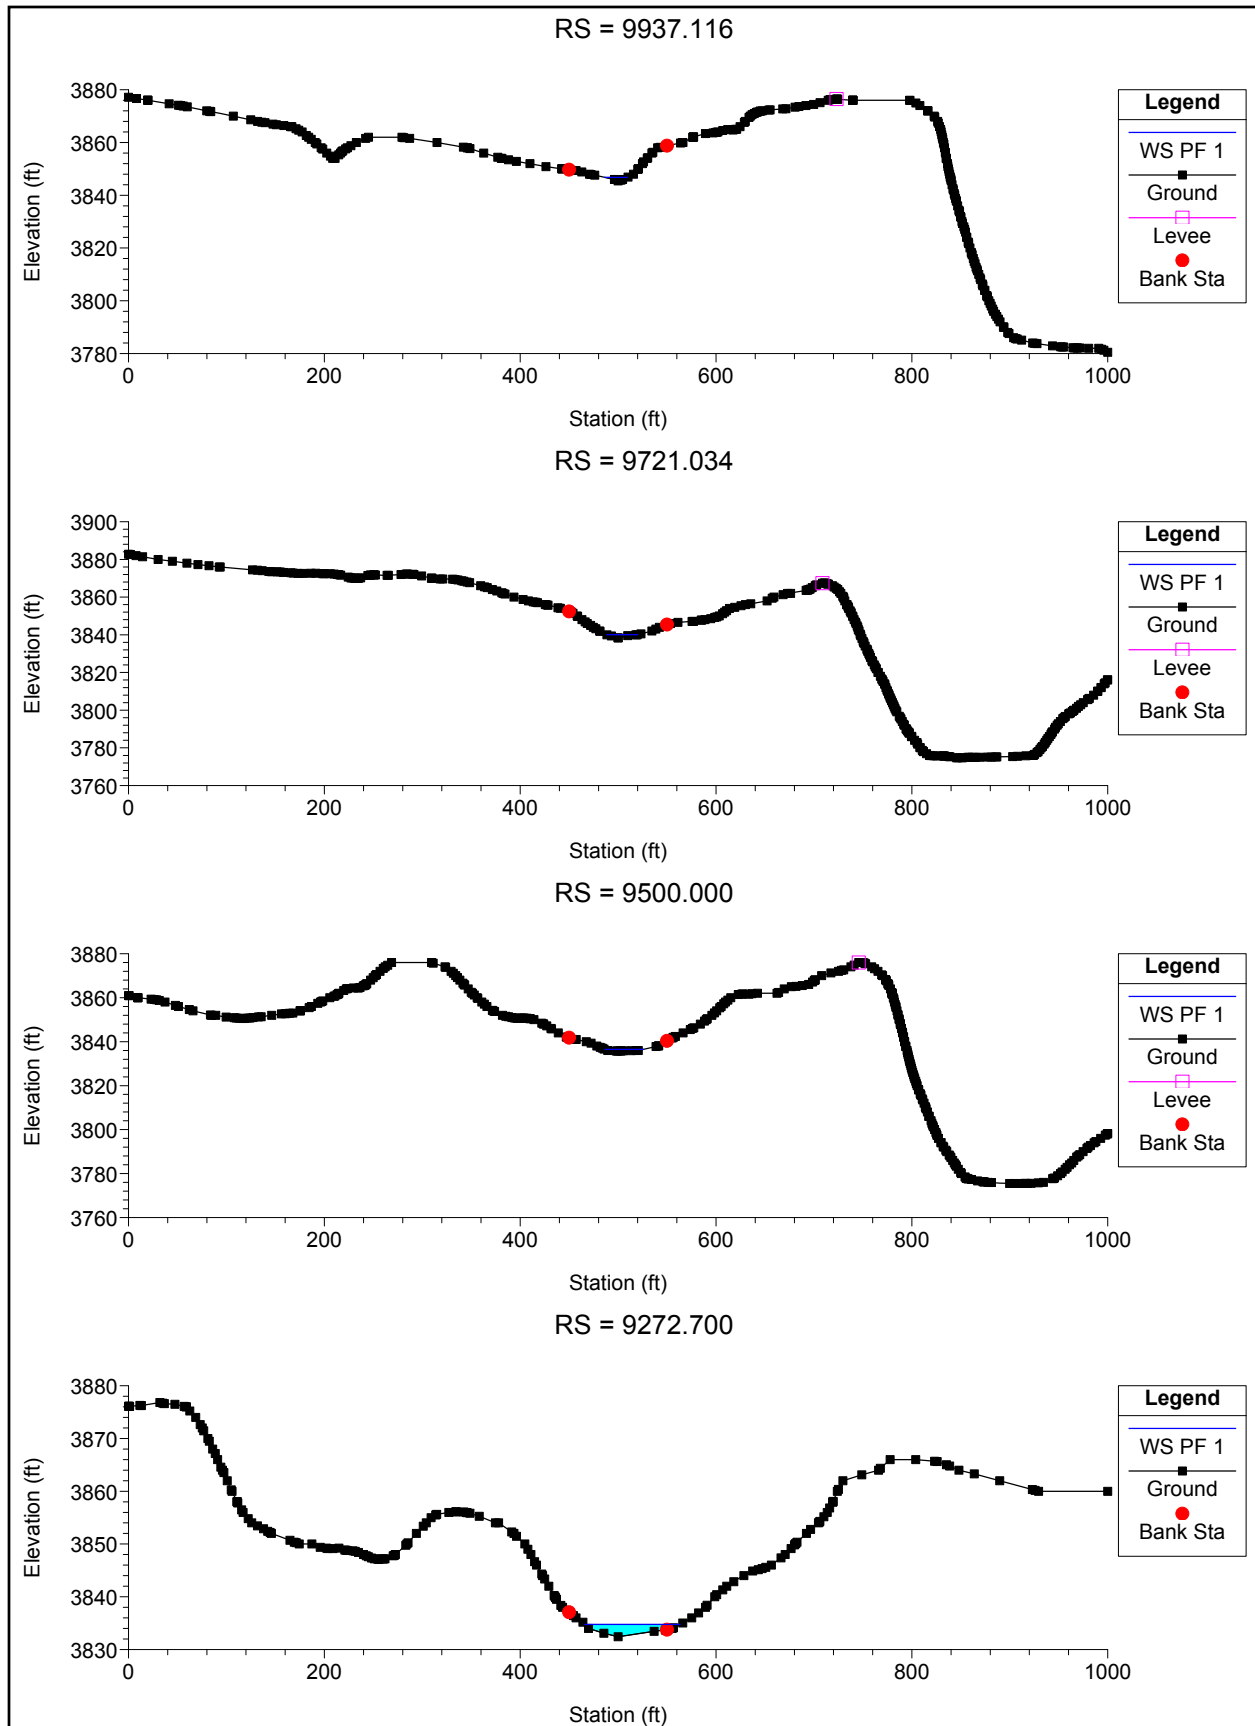 RS = 9937.116
3880
3860
3840
3820
3800
3780
Elevation (ft)
0 200 400 600 800 1000
Station (ft)
Legend
WS PF 1
Ground
Levee
Bank Sta
RS = 9721.034
3900
3880
3860
3840
3820
3800
3780
3760
Elevation (ft)
0 200 400 600 800 1000
Station (ft)
Legend
WS PF 1
Ground
Levee
Bank Sta
RS = 9500.000
3880
3860
3840
3820
3800
3780
3760
Elevation (ft)
0 200 400 600 800 1000
Station (ft)
Legend
WS PF 1
Ground
Levee
Bank Sta
RS = 9272.700
3880
3870
3860
3850
3840
3830
Elevation (ft)
0 200 400 600 800 1000
Station (ft)
Legend
WS PF 1
Ground
Bank Sta